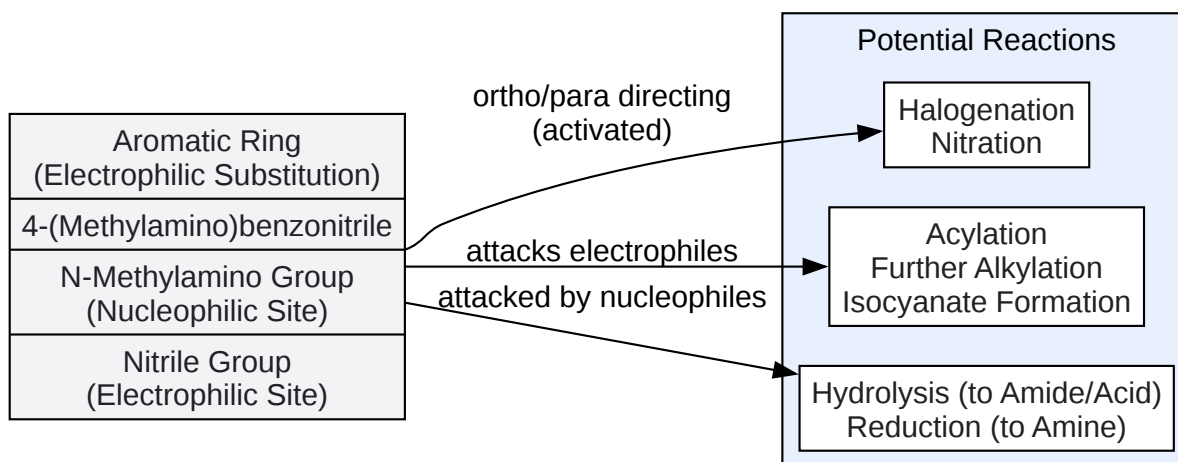 Aromatic Ring
(Electrophilic Substitution)
4-(Methylamino)benzonitrile
N-Methylamino Group
(Nucleophilic Site)
Nitrile Group
(Electrophilic Site)
ortho/para directing
(activated)
attacks electrophiles
attacked by nucleophiles
Potential Reactions
Halogenation
Nitration
Acylation
Further Alkylation
Isocyanate Formation
Hydrolysis (to Amide/Acid)
Reduction (to Amine)